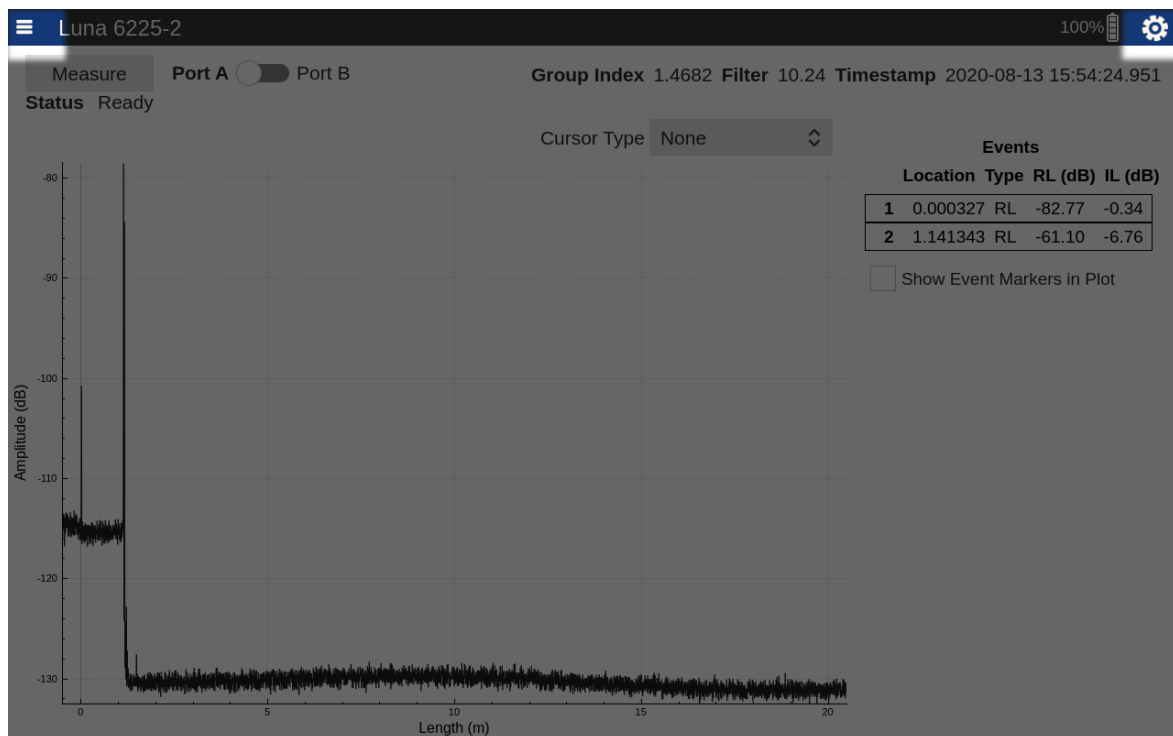 Luna 6225-2 100%
Measure Port A Port B Group Index 1.4682 Filter 10.24 Timestamp 2020-08-13 15:54:24.951
Status Ready
Cursor Type None
Events
Location Type RL (dB) IL (dB)
1 0.000327 RL -82.77 -0.34
2 1.141343 RL -61.10 -6.76
Show Event Markers in Plot
-80
-90
-100
-110
-120
-130
Amplitude (dB)
0 5 10 15 20
Length (m)